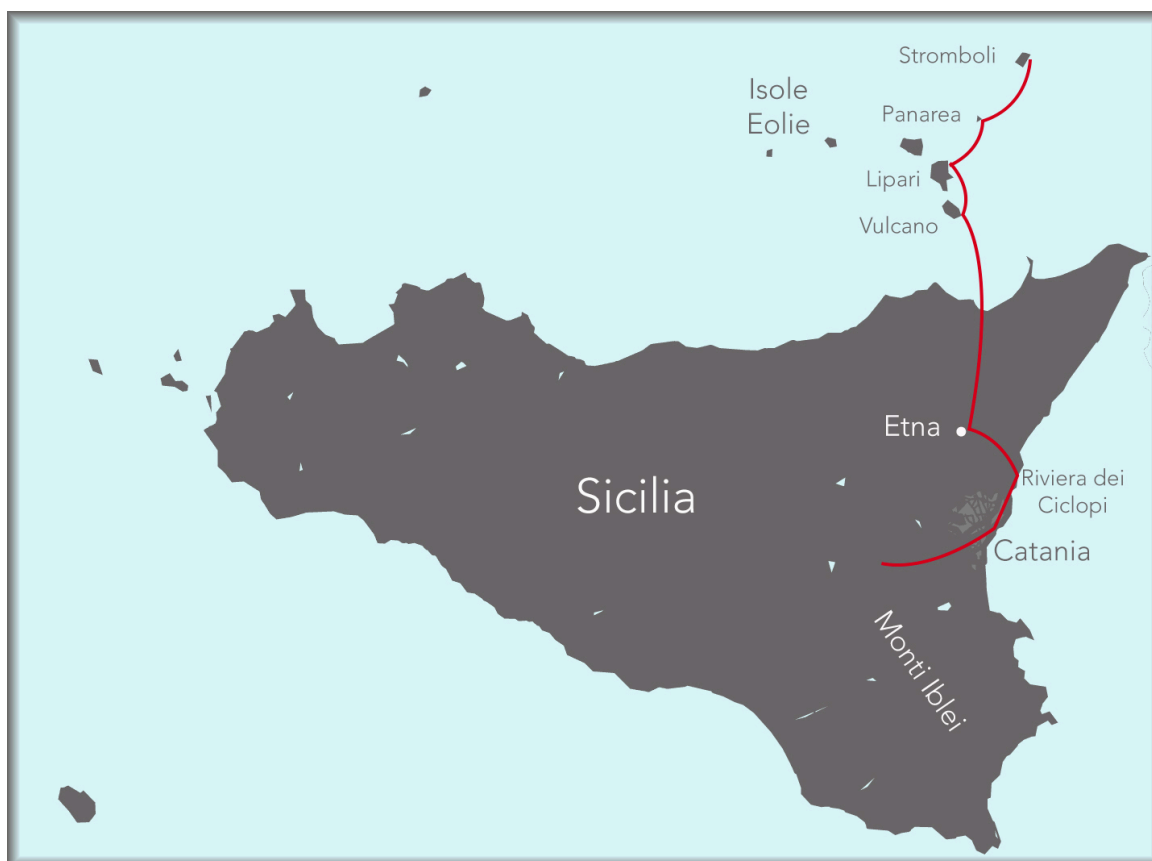 Stromboli
Isole
Eolie
Panarea
Lipari
Vulcano
Etna
Sicilia
Riviera dei
Ciclopi
Catania
Monti Iblei